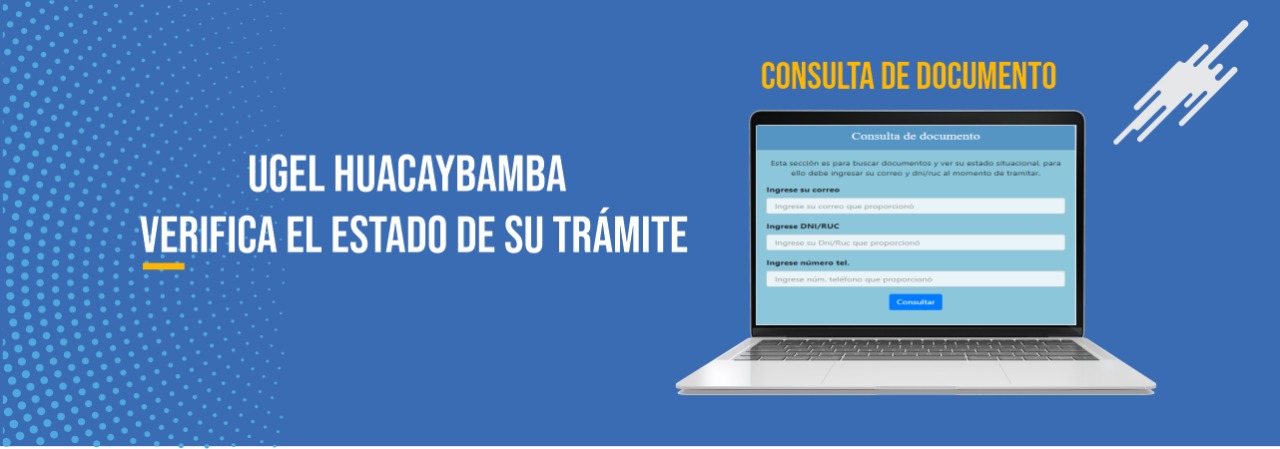 UGEL HUACAYBAMBA
VERIFICA EL ESTADO DE SU TRÁMITE
CONSULTA DE DOCUMENTO
Consulta de documento
Esta sección es para buscar documentos y ver su estado situacional, para
ello debe ingresar su correo y dni/ruc al momento de tramitar.
Ingrese su correo
Ingrese su correo que proporcionó
Ingrese DNI/RUC
Ingrese su Dni/Ruc que proporcionó
Ingrese número tel.
Ingrese núm. teléfono que proporcionó
Consultar